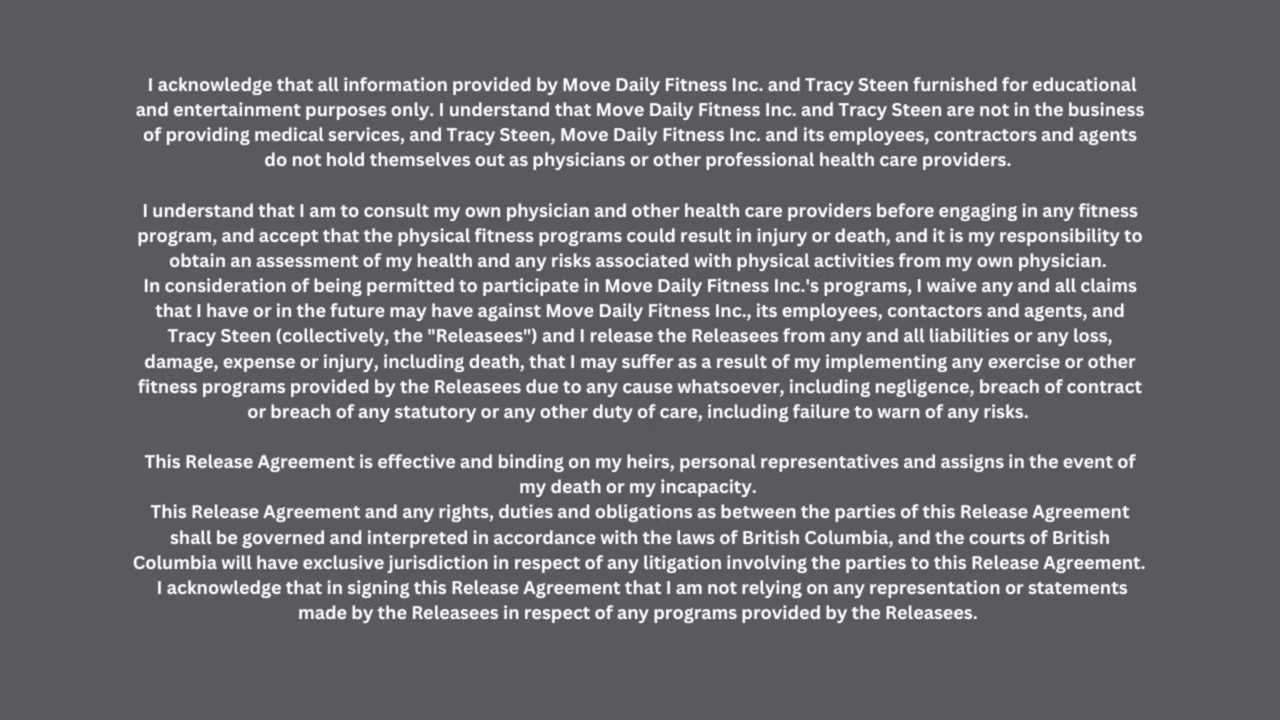 I acknowledge that all information provided by Move Daily Fitness Inc. and Tracy Steen furnished for educational
and entertainment purposes only. I understand that Move Daily Fitness Inc. and Tracy Steen are not in the business
of providing medical services, and Tracy Steen, Move Daily Fitness Inc. and its employees, contractors and agents
do not hold themselves out as physicians or other professional health care providers.
I understand that I am to consult my own physician and other health care providers before engaging in any fitness
program, and accept that the physical fitness programs could result in injury or death, and it is my responsibility to
obtain an assessment of my health and any risks associated with physical activities from my own physician.
In consideration of being permitted to participate in Move Daily Fitness Inc.'s programs, I waive any and all claims
that I have or in the future may have against Move Daily Fitness Inc., its employees, contactors and agents, and
Tracy Steen (collectively, the "Releasees") and I release the Releasees from any and all liabilities or any loss,
damage, expense or injury, including death, that I may suffer as a result of my implementing any exercise or other
fitness programs provided by the Releasees due to any cause whatsoever, including negligence, breach of contract
or breach of any statutory or any other duty of care, including failure to warn of any risks.
This Release Agreement is effective and binding on my heirs, personal representatives and assigns in the event of
my death or my incapacity.
This Release Agreement and any rights, duties and obligations as between the parties of this Release Agreement
shall be governed and interpreted in accordance with the laws of British Columbia, and the courts of British
Columbia will have exclusive jurisdiction in respect of any litigation involving the parties to this Release Agreement.
I acknowledge that in signing this Release Agreement that I am not relying on any representation or statements
made by the Releasees in respect of any programs provided by the Releasees.